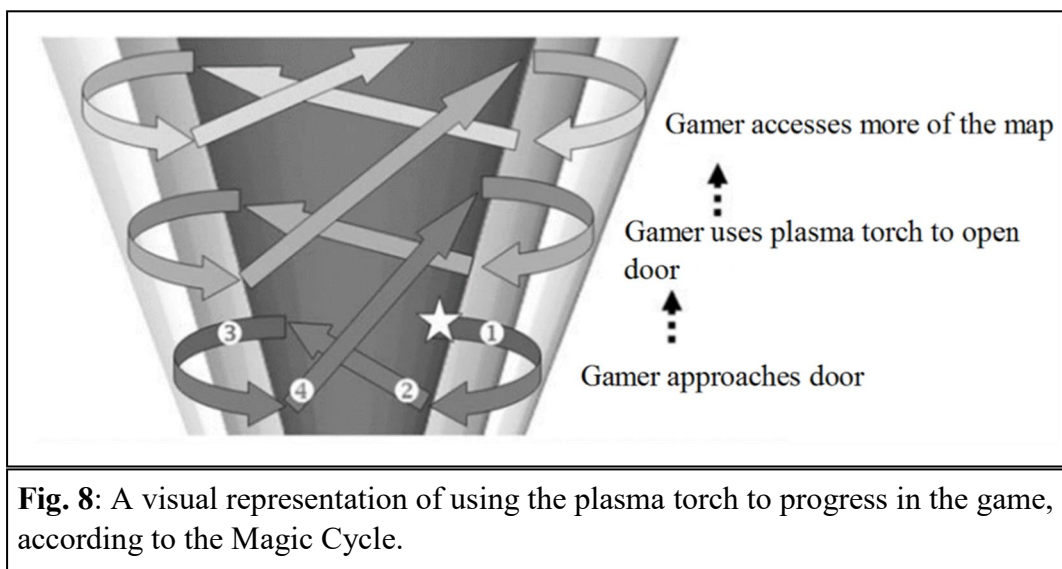 Gamer accesses more of the map
Gamer uses plasma torch to open
door
3
1
Gamer approaches door
4
2
Fig. 8: A visual representation of using the plasma torch to progress in the game,
according to the Magic Cycle.